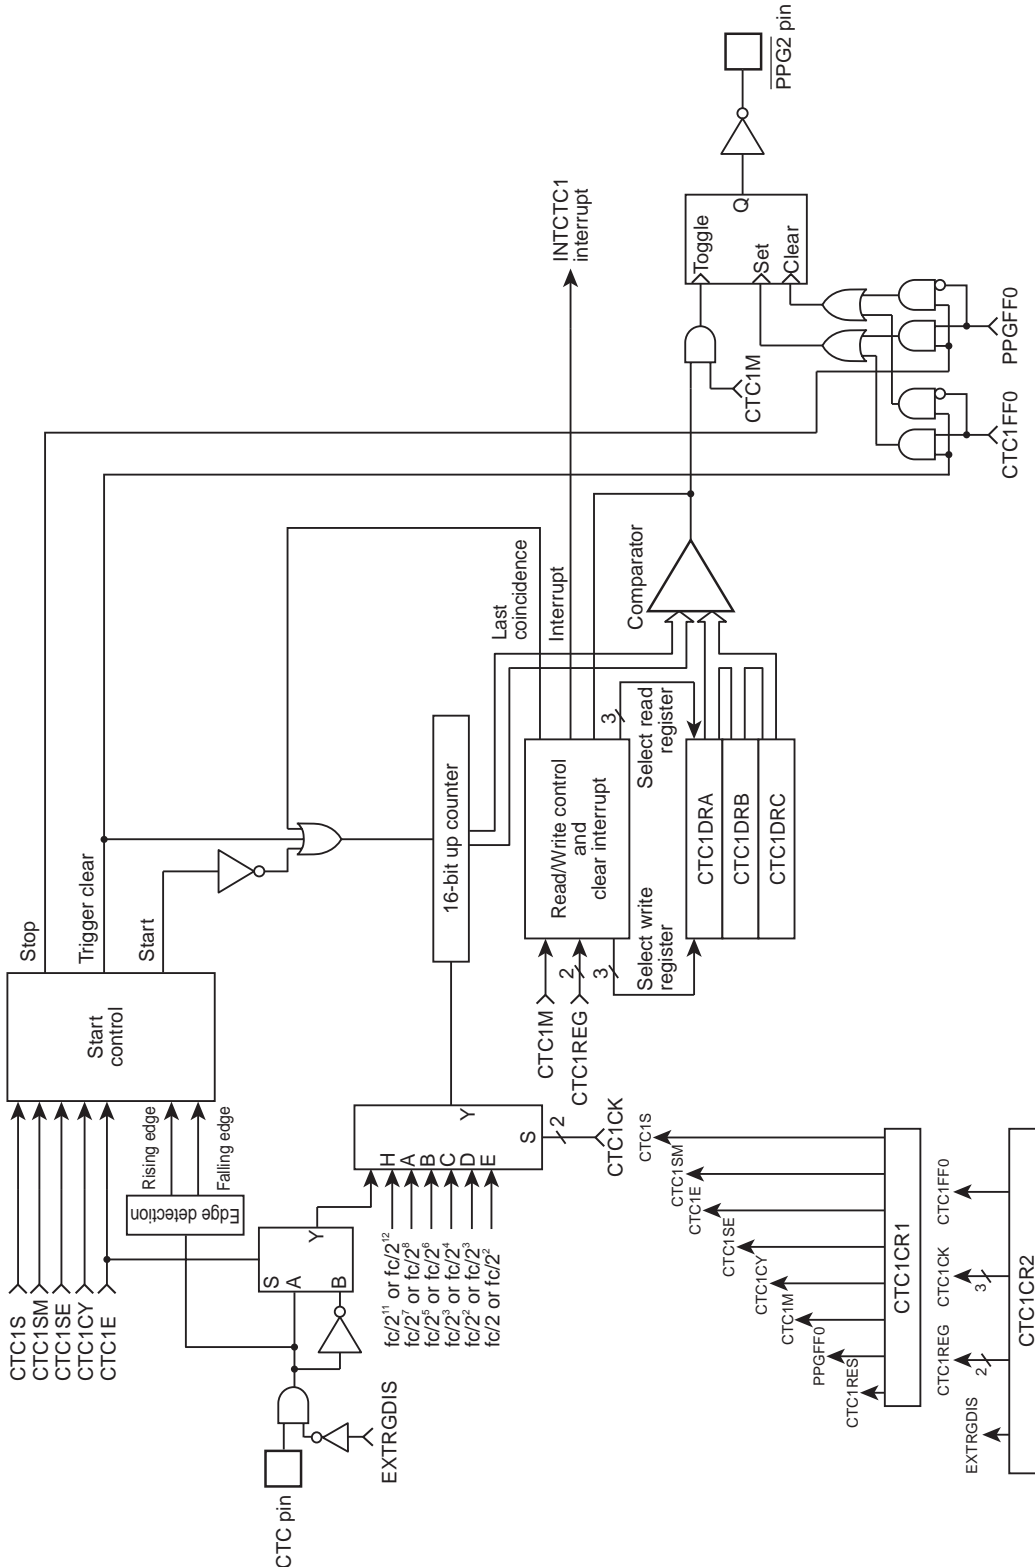 CTC1S
CTC1SM
CTC1SE
CTC1CY
CTC1E
Start
control
Stop
Trigger clear
Start
Rising edge
Falling edge
Edge detection
CTC pin
EXTRGDIS
S
A
B
Y
H
A
B
C
D
E
Y
S
fc/2¹¹ or fc/2¹²
fc/2⁷ or fc/2⁸
fc/2⁵ or fc/2⁶
fc/2³ or fc/2⁴
fc/2² or fc/2³
fc/2 or fc/2²
2
CTC1CK
16-bit up counter
Last
coincidence
Interrupt
INTCTC1
interrupt
CTC1M
CTC1REG
2
3
Read/Write control
and
clear interrupt
Select write
register
3
Select read
register
CTC1DRA
CTC1DRB
CTC1DRC
Comparator
CTC1M
Toggle
Set
Clear
Q
PPG2 pin
CTC1FF0
PPGFF0
CTC1S
CTC1SM
CTC1E
CTC1SE
CTC1CY
CTC1M
PPGFF0
CTC1RES
CTC1CR1
CTC1FF0
CTC1CK
3
CTC1REG
2
EXTRGDIS
CTC1CR2